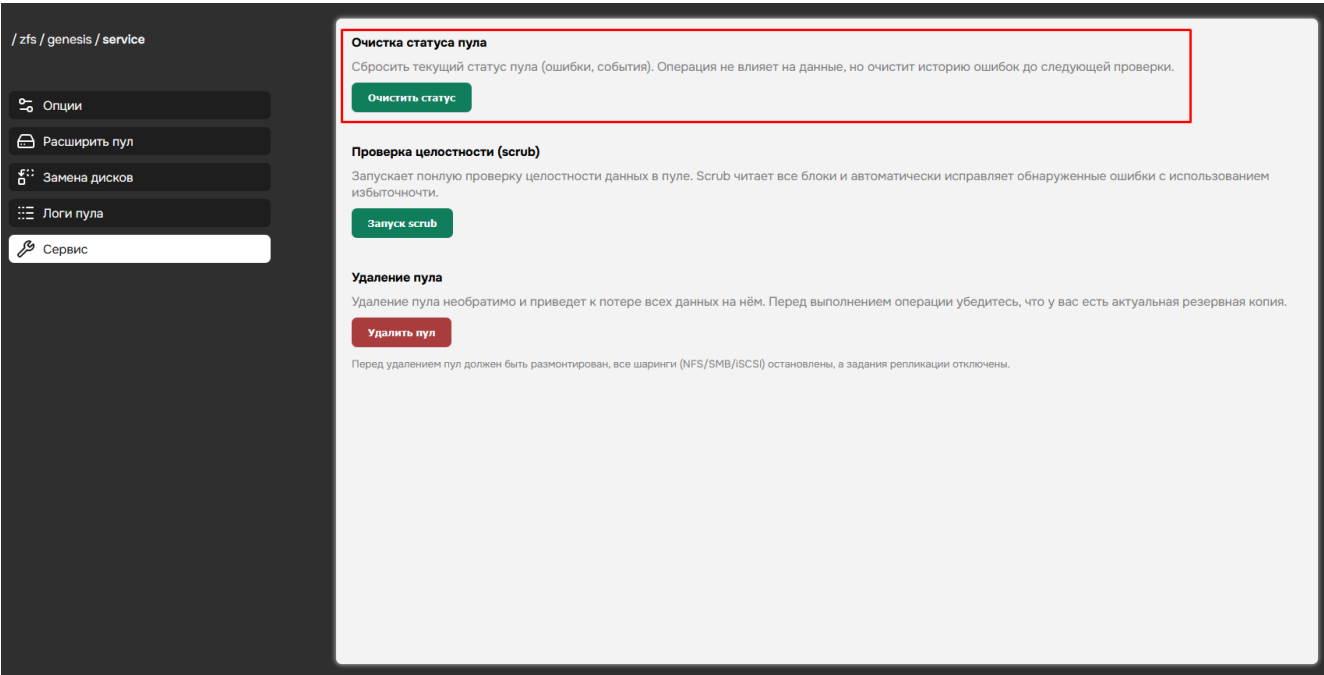 / zfs / genesis / service
Опции
Расширить пул
Замена дисков
Логи пула
Сервис
Очистка статуса пула
Сбросить текущий статус пула (ошибки, события). Операция не влияет на данные, но очистит историю ошибок до следующей проверки.
Очистить статус
Проверка целостности (scrub)
Запускает понлую проверку целостности данных в пуле. Scrub читает все блоки и автоматически исправляет обнаруженные ошибки с использованием
избыточночти.
Запуск scrub
Удаление пула
Удаление пула необратимо и приведет к потере всех данных на нём. Перед выполнением операции убедитесь, что у вас есть актуальная резервная копия.
Удалить пул
Перед удалением пул должен быть размонтирован, все шаринги (NFS/SMB/iSCSI) остановлены, а задания репликации отключены.